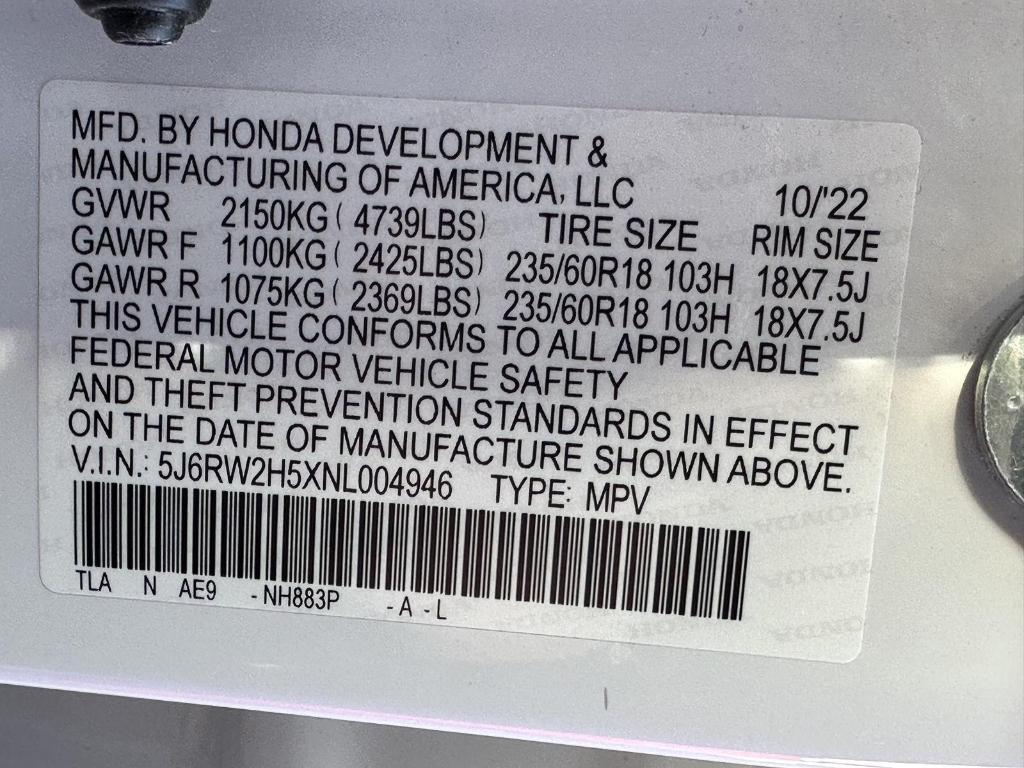 MFD. BY HONDA DEVELOPMENT &
MANUFACTURING OF AMERICA, LLC 10/'22
GVWR 2150KG ( 4739LBS) TIRE SIZE RIM SIZE
GAWR F 1100KG ( 2425LBS) 235/60R18 103H 18X7.5J
GAWR R 1075KG ( 2369LBS) 235/60R18 103H 18X7.5J
THIS VEHICLE CONFORMS TO ALL APPLICABLE
FEDERAL MOTOR VEHICLE SAFETY
AND THEFT PREVENTION STANDARDS IN EFFECT
ON THE DATE OF MANUFACTURE SHOWN ABOVE.
V.I.N.: 5J6RW2H5XNL004946 TYPE: MPV
TLA N AE9 - NH883P - A - L